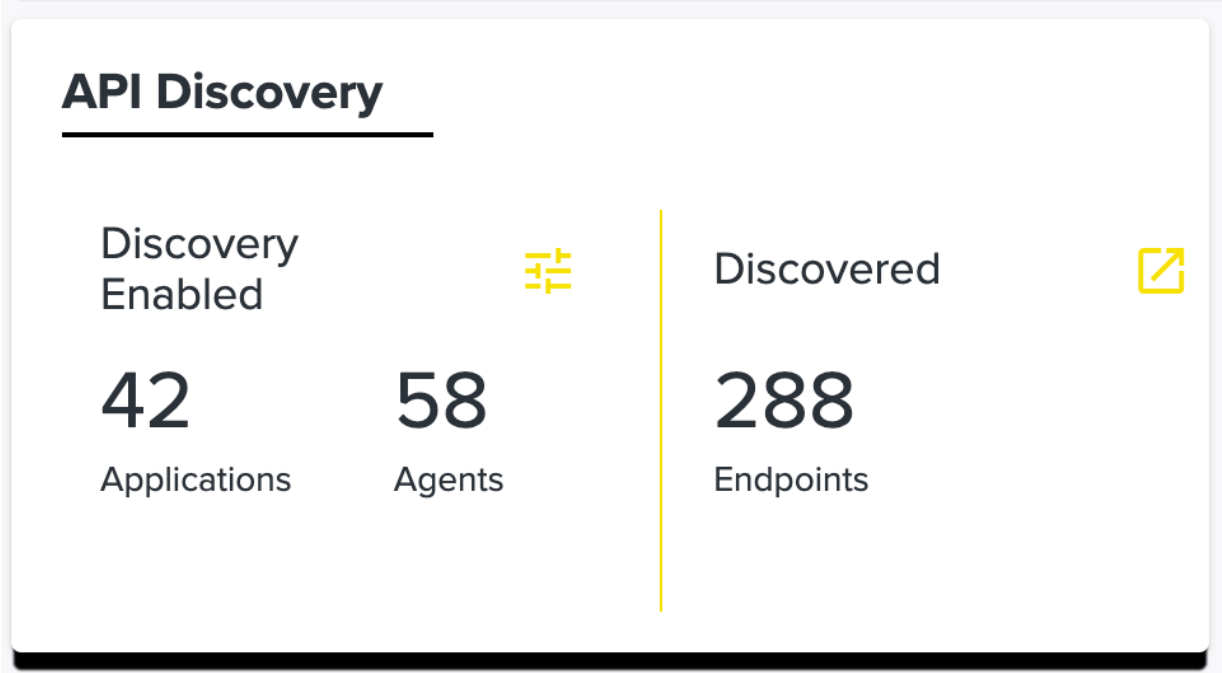 API Discovery
Discovery
Enabled
42
Applications
58
Agents
Discovered
288
Endpoints